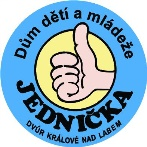 Dům dětí a mládeže
JEDNIČKA
DVŮR KRÁLOVÉ NAD LABEM